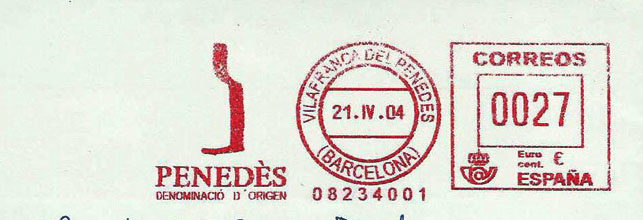 PENEDÈS
DENOMINACIÓ D'ORIGEN
VILAFRANCA DEL PENEDES
21.IV.04
(BARCELONA)
08234001
CORREOS
0027
Euro cent. €
ESPAÑA